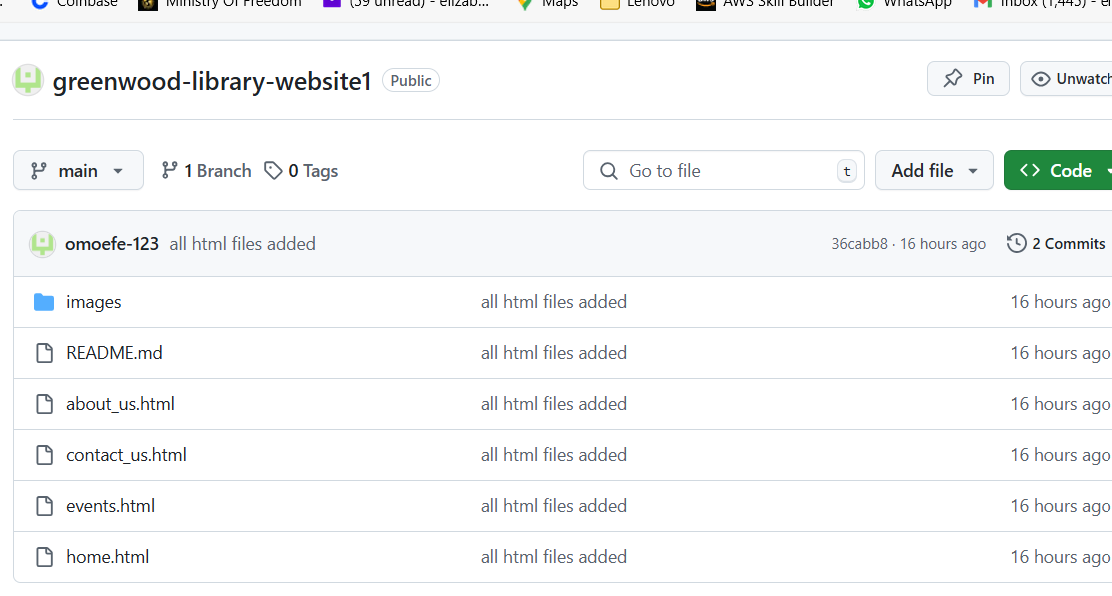 Coinbase Ministry Of Freedom (59 unread) - elizab... Maps Lenovo AWS Skill Builder WhatsApp Inbox (1,445) - el
greenwood-library-website1 Public Pin Unwatch
main 1 Branch 0 Tags Go to file t Add file Code
omoefe-123 all html files added 36cabb8 · 16 hours ago 2 Commits
images all html files added 16 hours ago
README.md all html files added 16 hours ago
about_us.html all html files added 16 hours ago
contact_us.html all html files added 16 hours ago
events.html all html files added 16 hours ago
home.html all html files added 16 hours ago